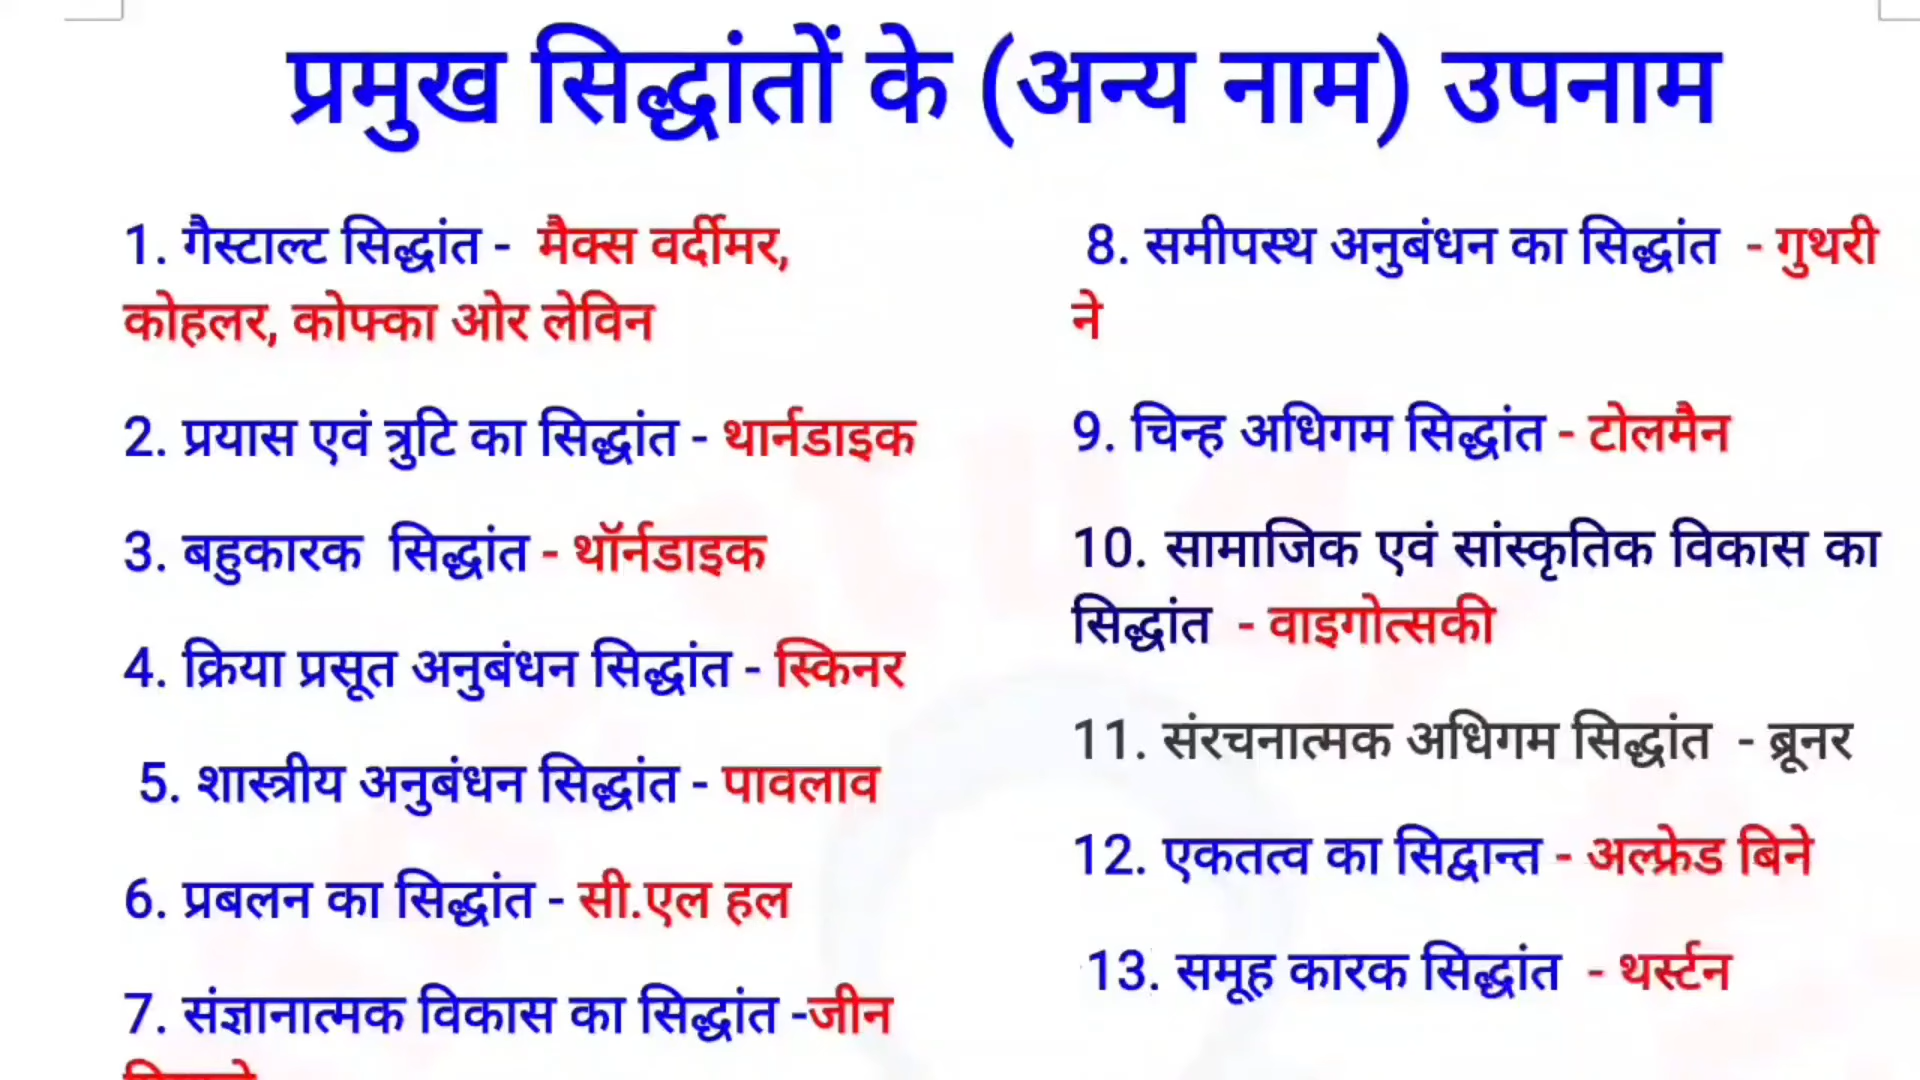 प्रमुख सिद्धांतों के (अन्य नाम) उपनाम
1. गैस्टाल्ट सिद्धांत - मैक्स वर्दीमर,
कोहलर, कोफ्का ओर लेविन
2. प्रयास एवं त्रुटि का सिद्धांत - थार्नडाइक
3. बहुकारक सिद्धांत - थॉर्नडाइक
4. क्रिया प्रसूत अनुबंधन सिद्धांत - स्किनर
5. शास्त्रीय अनुबंधन सिद्धांत - पावलाव
6. प्रबलन का सिद्धांत - सी.एल हल
7. संज्ञानात्मक विकास का सिद्धांत -जीन
8. समीपस्थ अनुबंधन का सिद्धांत - गुथरी
ने
9. चिन्ह अधिगम सिद्धांत - टोलमैन
10. सामाजिक एवं सांस्कृतिक विकास का
सिद्धांत - वाइगोत्सकी
11. संरचनात्मक अधिगम सिद्धांत - ब्रूनर
12. एकतत्व का सिद्वान्त - अल्फ्रेड बिने
13. समूह कारक सिद्धांत - थर्स्टन